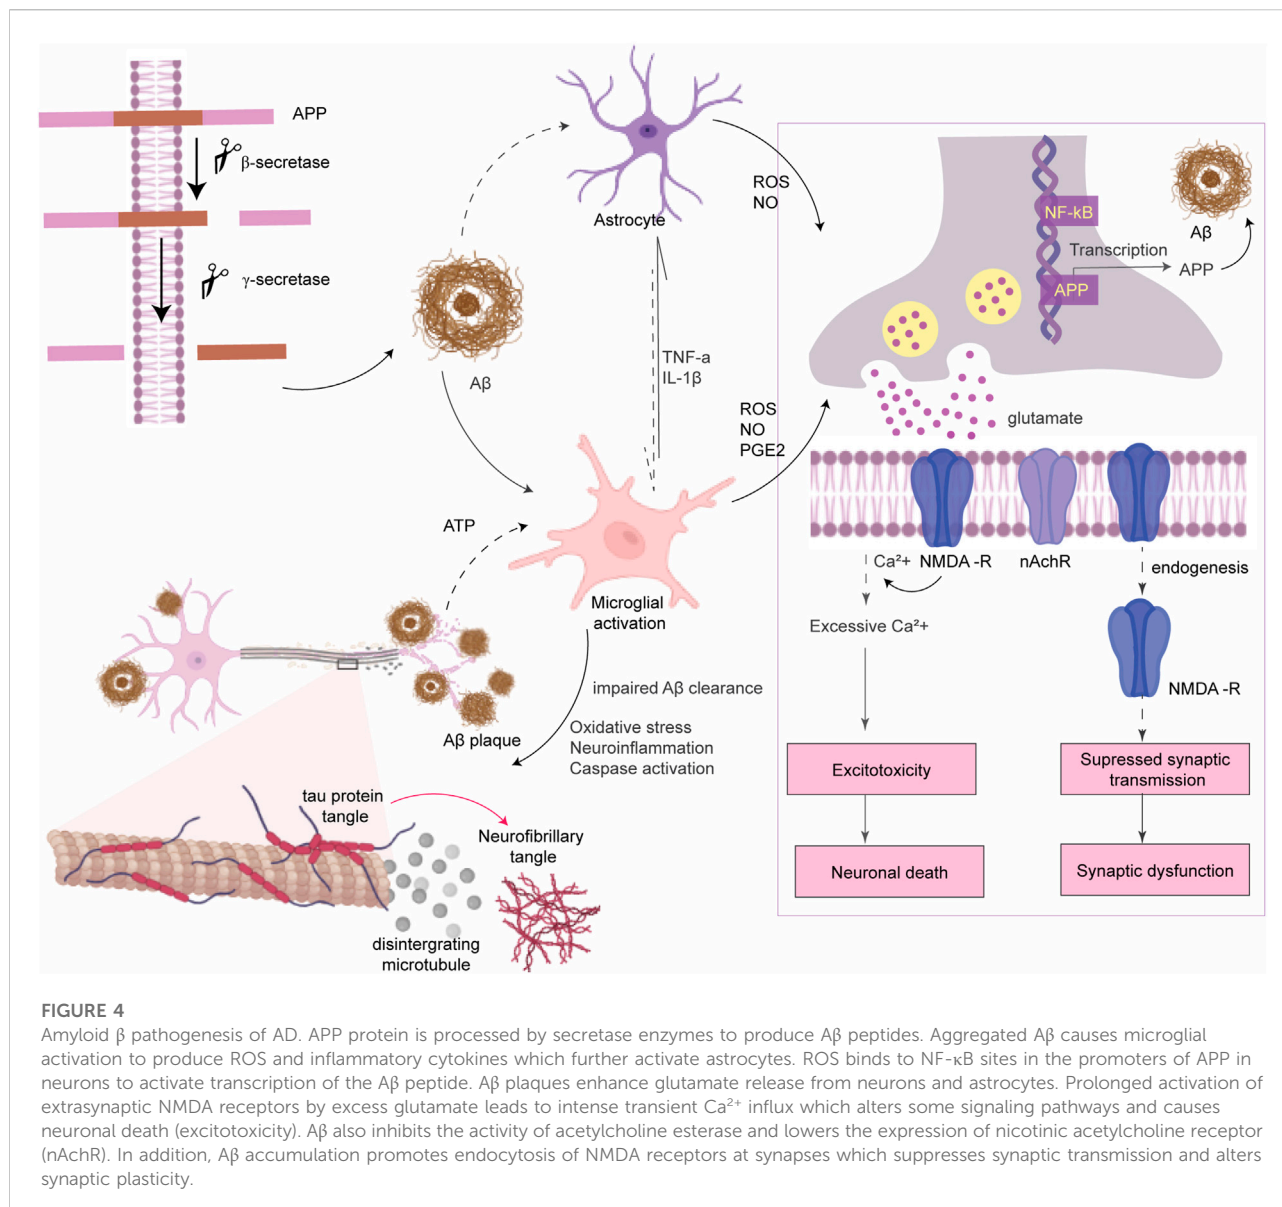 APP
β-secretase
γ-secretase
Aβ
Astrocyte
TNF-a
IL-1β
ROS
NO
ROS
NO
PGE2
ATP
Microglial
activation
impaired Aβ clearance
Oxidative stress
Neuroinflammation
Caspase activation
Aβ plaque
tau protein
tangle
Neurofibrillary
tangle
disintergrating
microtubule
NF-kB
Transcription
APP
APP
Aβ
glutamate
Ca²+
NMDA -R
nAchR
endogenesis
Excessive Ca²+
NMDA -R
Excitotoxicity
Supressed synaptic
transmission
Neuronal death
Synaptic dysfunction
FIGURE 4
Amyloid β pathogenesis of AD. APP protein is processed by secretase enzymes to produce Aβ peptides. Aggregated Aβ causes microglial
activation to produce ROS and inflammatory cytokines which further activate astrocytes. ROS binds to NF-κB sites in the promoters of APP in
neurons to activate transcription of the Aβ peptide. Aβ plaques enhance glutamate release from neurons and astrocytes. Prolonged activation of
extrasynaptic NMDA receptors by excess glutamate leads to intense transient Ca²⁺ influx which alters some signaling pathways and causes
neuronal death (excitotoxicity). Aβ also inhibits the activity of acetylcholine esterase and lowers the expression of nicotinic acetylcholine receptor
(nAchR). In addition, Aβ accumulation promotes endocytosis of NMDA receptors at synapses which suppresses synaptic transmission and alters
synaptic plasticity.